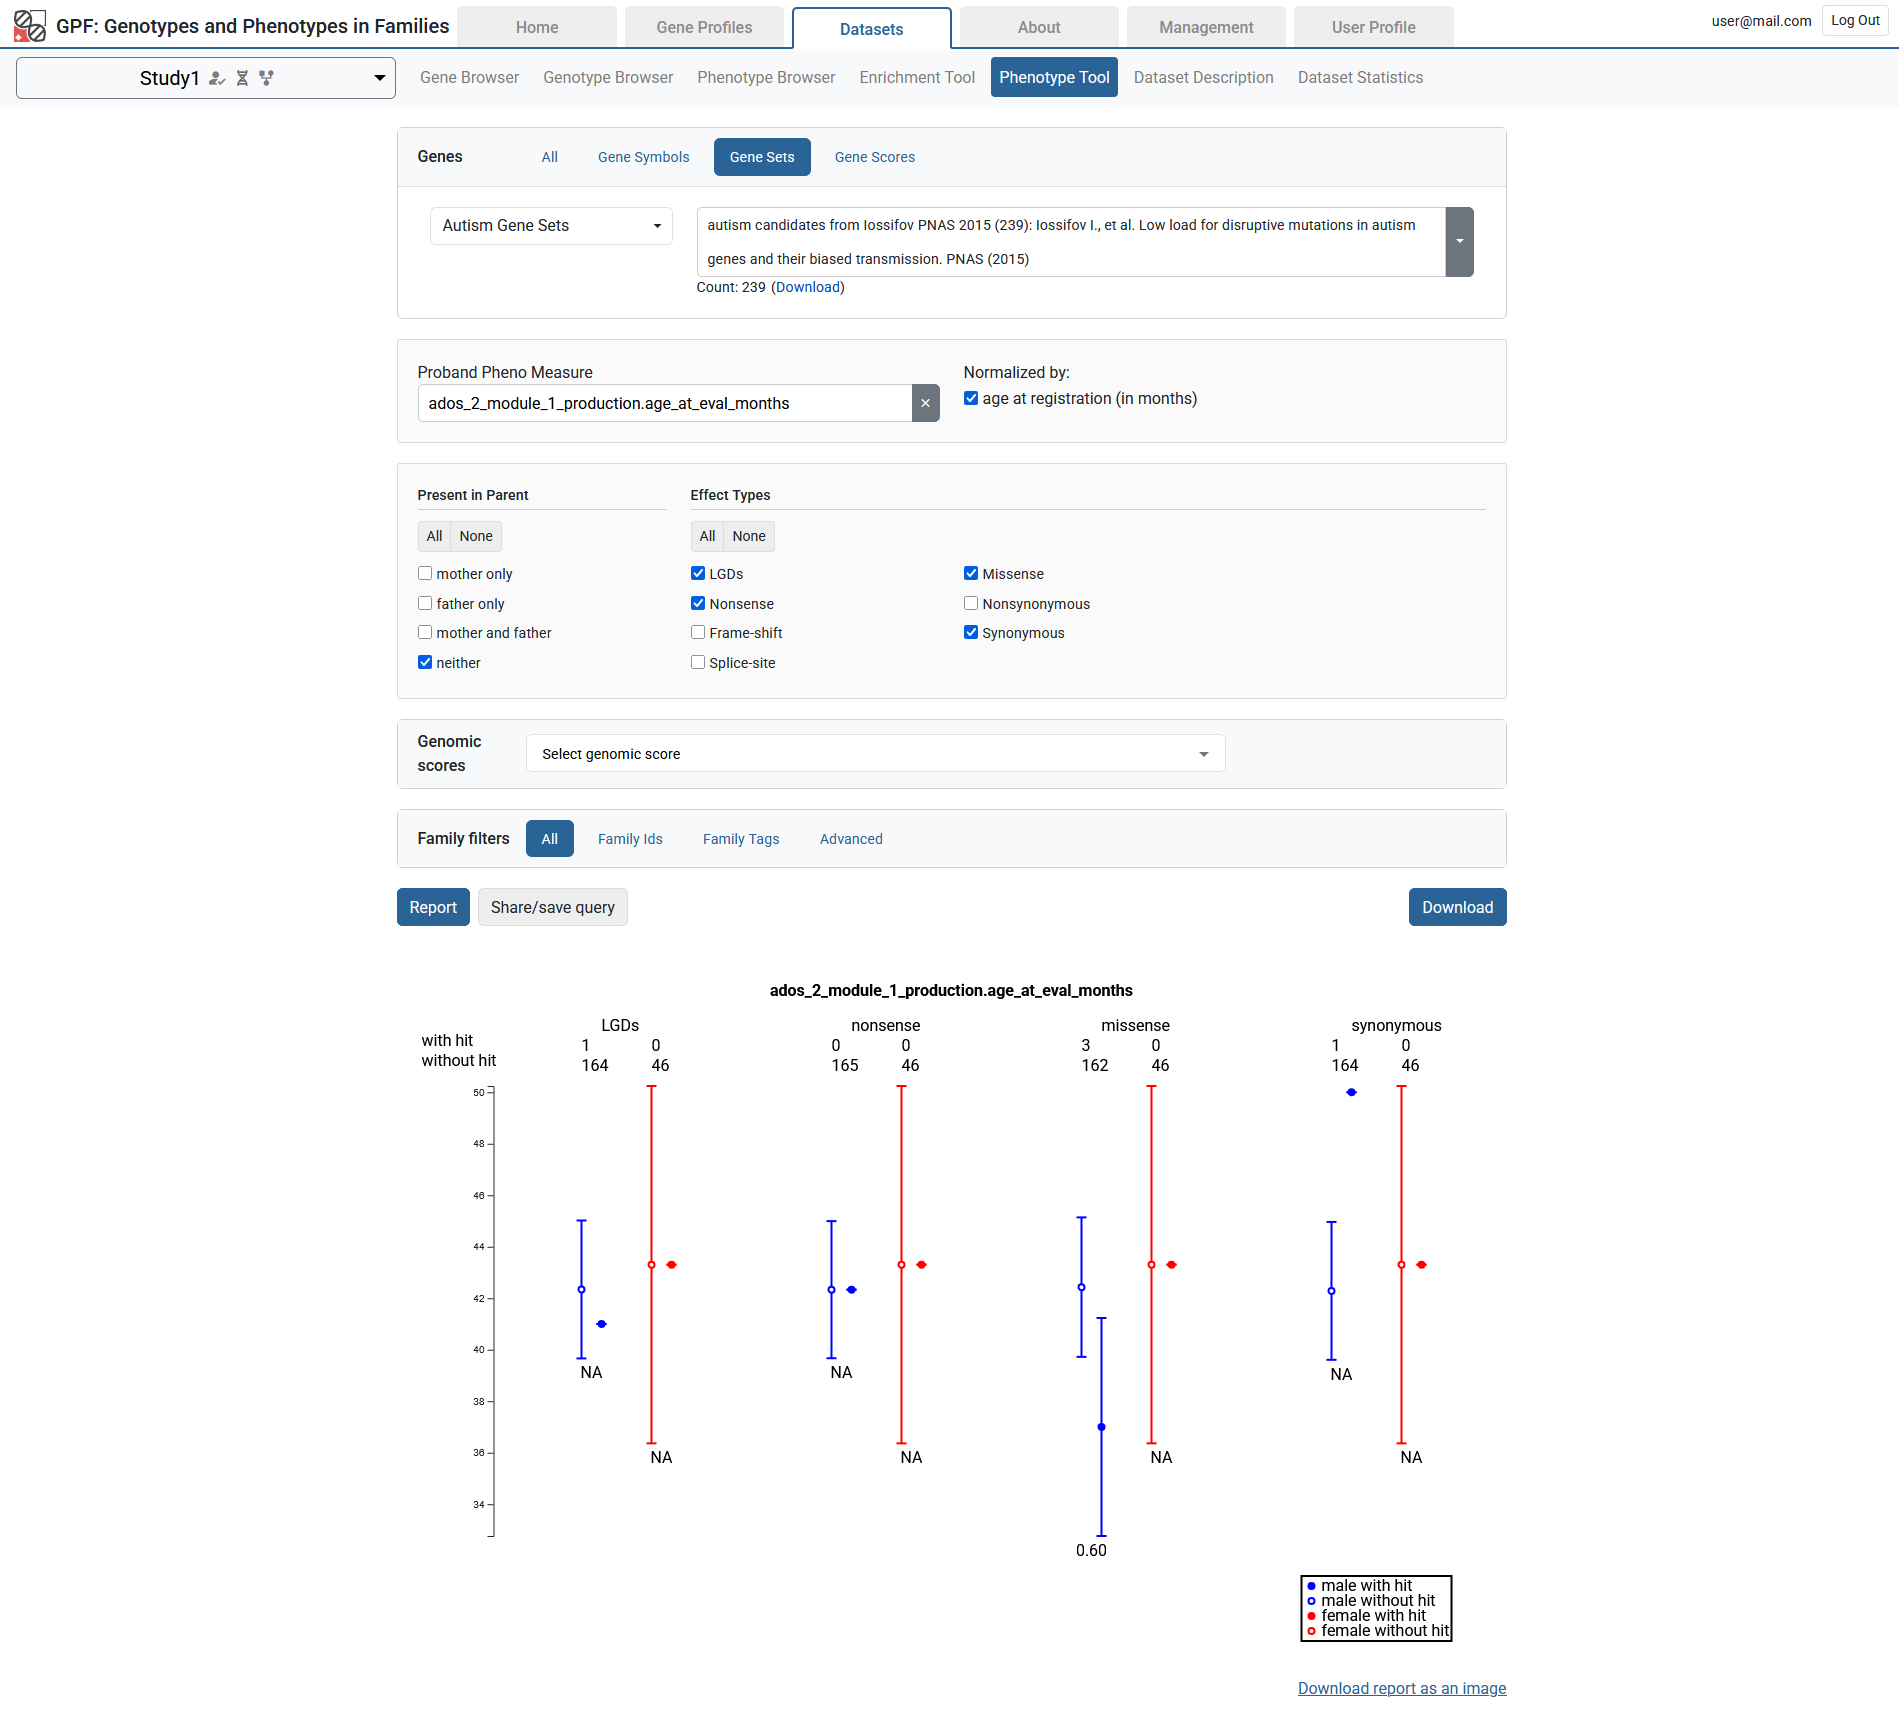 GPF: Genotypes and Phenotypes in Families
Home
Gene Profiles
Datasets
About
Management
User Profile
user@mail.com
Log Out
Study1
Gene Browser
Genotype Browser
Phenotype Browser
Enrichment Tool
Phenotype Tool
Dataset Description
Dataset Statistics
Genes
All
Gene Symbols
Gene Sets
Gene Scores
Autism Gene Sets
autism candidates from Iossifov PNAS 2015 (239): Iossifov I., et al. Low load for disruptive mutations in autism
genes and their biased transmission. PNAS (2015)
Count: 239 (Download)
Proband Pheno Measure
ados_2_module_1_production.age_at_eval_months
×
Normalized by:
age at registration (in months)
Present in Parent
All None
mother only
father only
mother and father
neither
Effect Types
All None
LGDs
Nonsense
Frame-shift
Splice-site
Missense
Nonsynonymous
Synonymous
Genomic
scores
Select genomic score
Family filters
All
Family Ids
Family Tags
Advanced
Report
Share/save query
Download
ados_2_module_1_production.age_at_eval_months
LGDs nonsense missense synonymous
with hit 1 0 0 0 3 0 1 0
without hit 164 46 165 46 162 46 164 46
50
48
46
44
42
40
38
36
34
NA NA NA
NA NA NA NA
0.60
male with hit
male without hit
female with hit
female without hit
Download report as an image